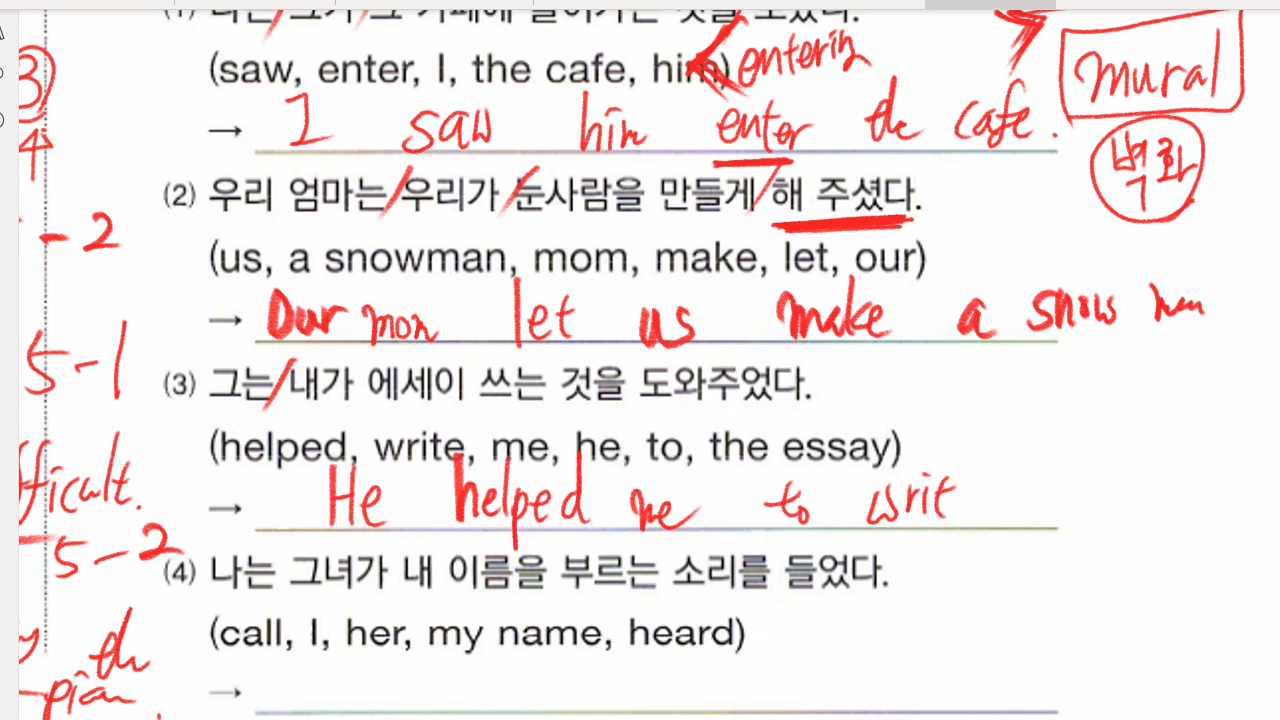 (saw, enter, I, the cafe, him) entering
→ I saw him enter the cafe.
mural
벽화
3
4
(2) 우리 엄마는/우리가/눈사람을 만들게/해 주셨다.
- 2
(us, a snowman, mom, make, let, our)
→ Our mom let us make a snow man
5-1
(3) 그는/내가 에세이 쓰는 것을 도와주었다.
(helped, write, me, he, to, the essay)
→ He helped me to writ
fficult.
5-2
(4) 나는 그녀가 내 이름을 부르는 소리를 들었다.
(call, I, her, my name, heard)
the
→